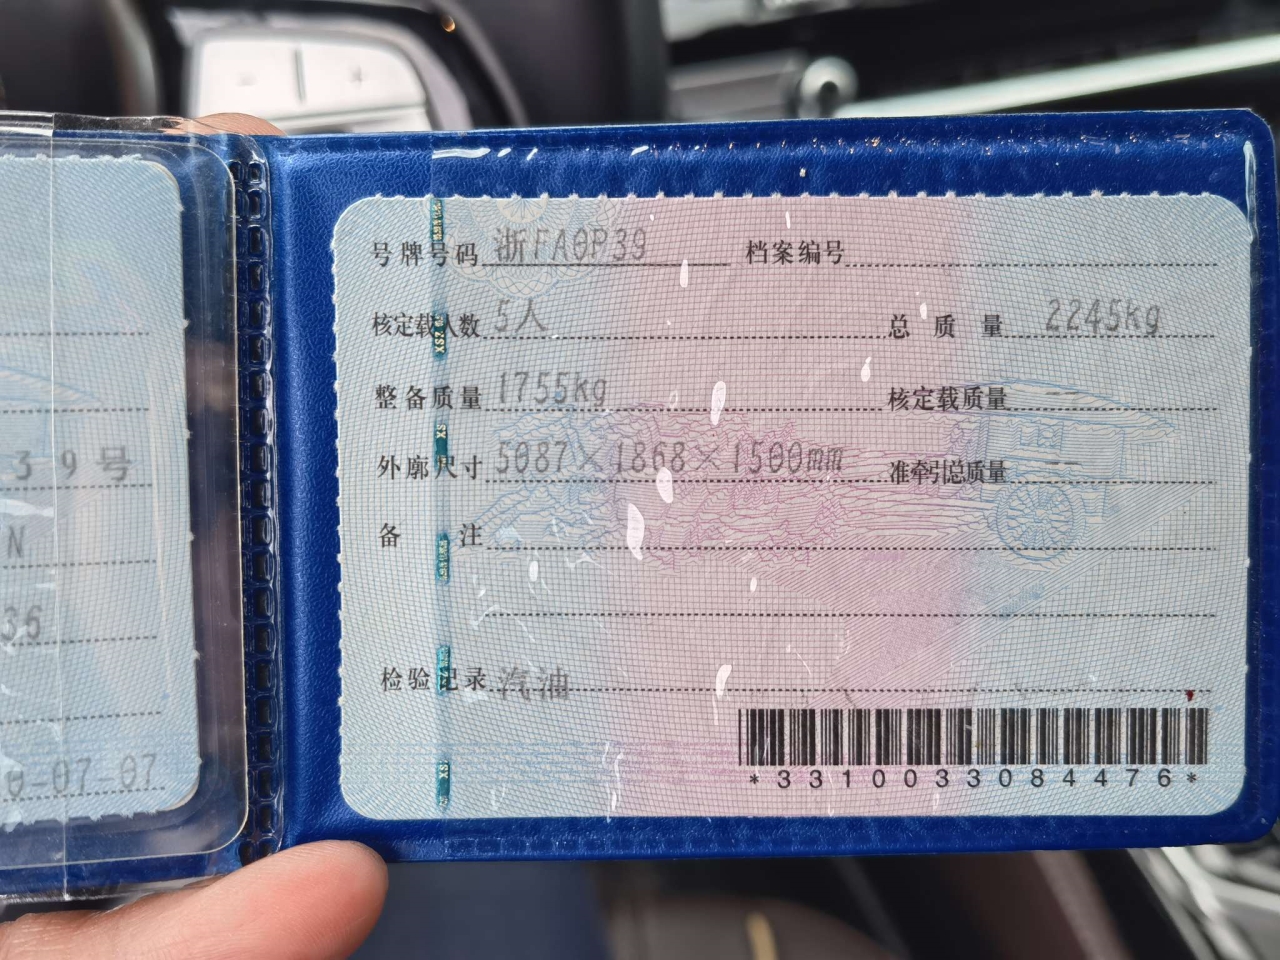 3 9 号
N
36
0-07-07
号牌号码 浙FA0P39 档案编号
核定载人数 5人 总质量 2245kg
整备质量 1755kg 核定载质量 --
外廓尺寸 5087×1868×1500mm 准牵引总质量 --
备注
检验记录 汽油
*3310033084476*